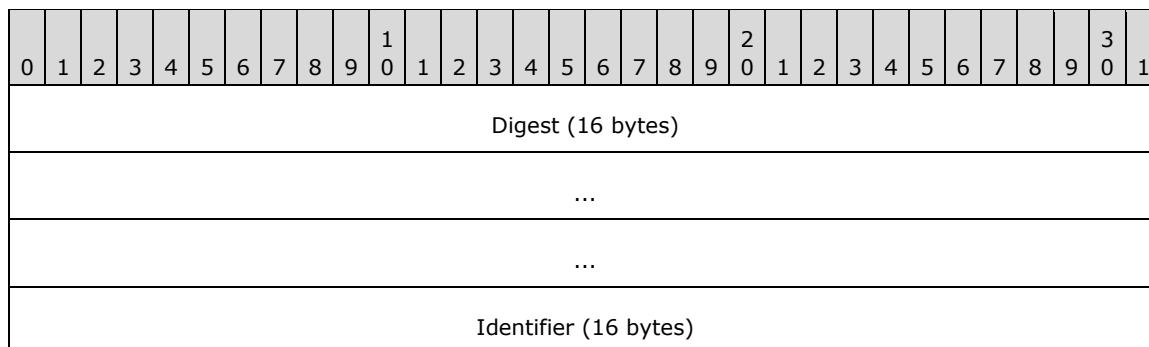 1 2 3
0 1 2 3 4 5 6 7 8 9 0 1 2 3 4 5 6 7 8 9 0 1 2 3 4 5 6 7 8 9 0 1
Digest (16 bytes)
...
...
Identifier (16 bytes)